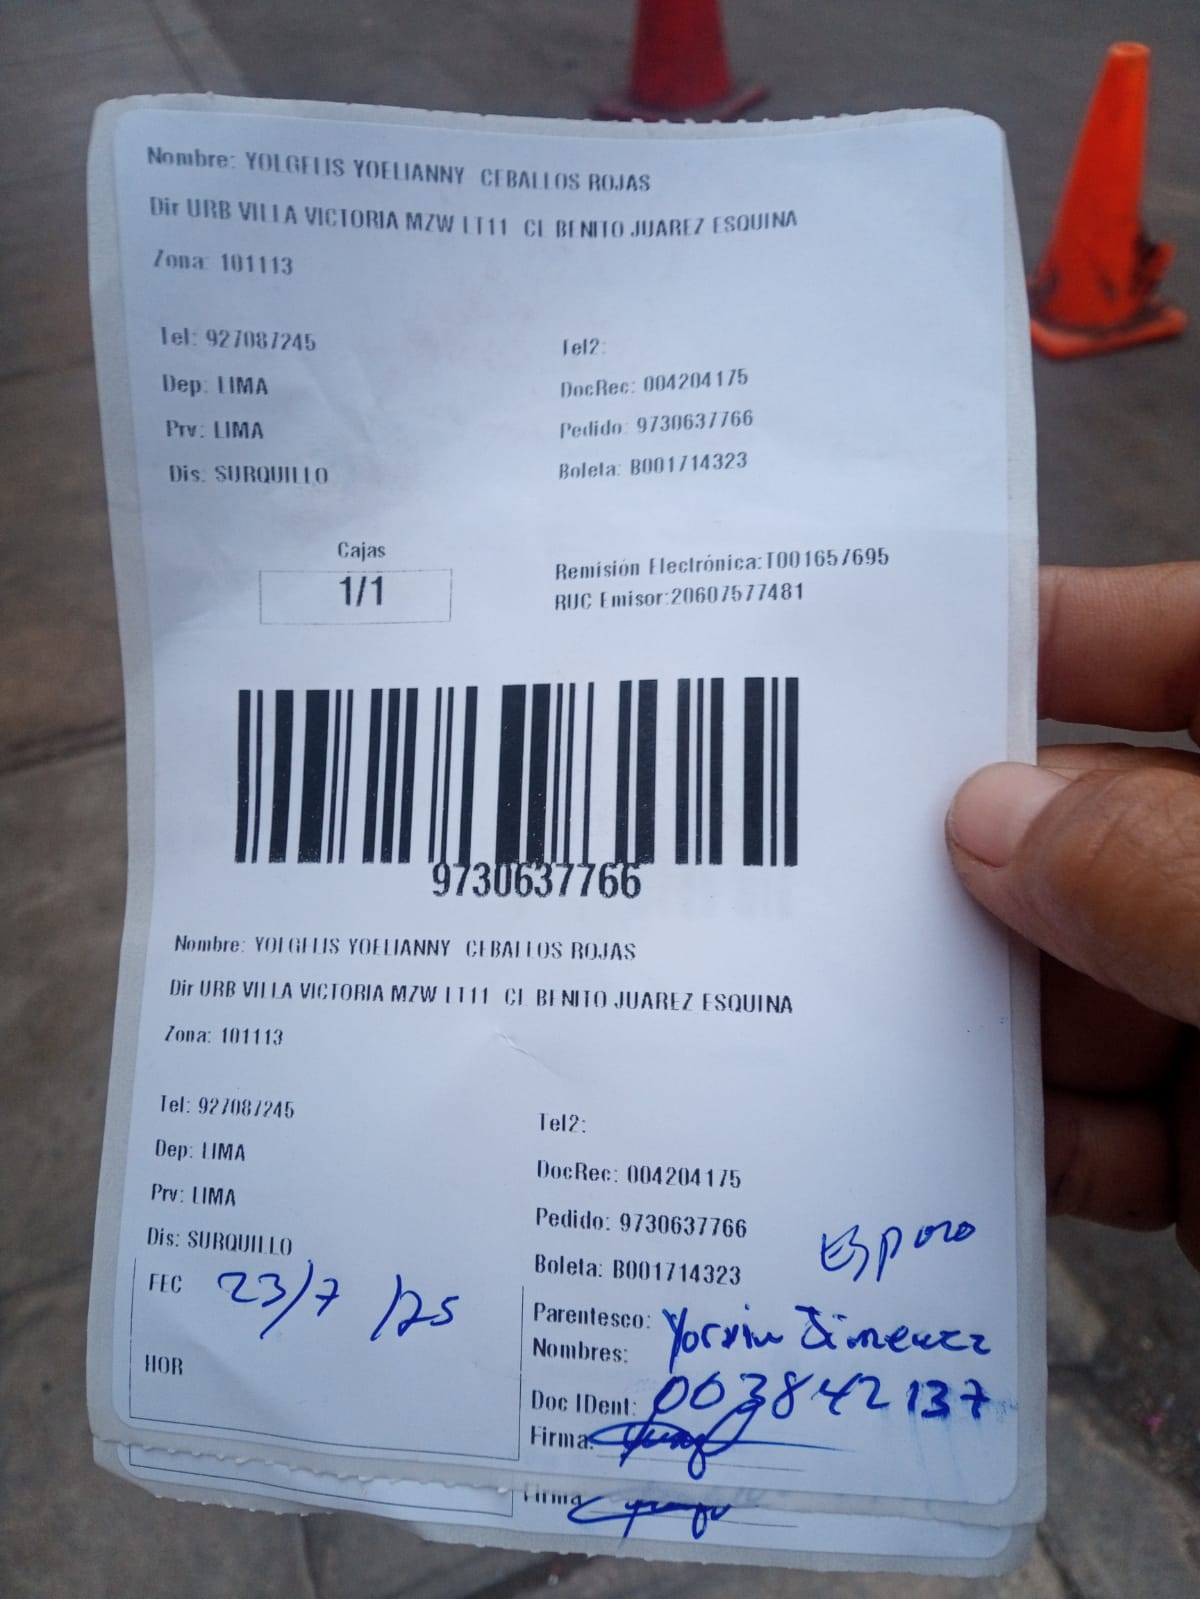 Nombre: YOLGELIS YOELIANNY CEBALLOS ROJAS
Dir URB VILLA VICTORIA MZW LT11 CL BENITO JUAREZ ESQUINA
Zona: 101113
Tel: 927087245
Tel2:
Dep: LIMA
DocRec: 004204175
Prv: LIMA
Pedido: 9730637766
Dis: SURQUILLO
Boleta: B001714323
Cajas
1/1
Remisión Electrónica:T001657695
RUC Emisor:20607577481
9730637766
Nombre: YOLGELIS YOELIANNY CEBALLOS ROJAS
Dir URB VILLA VICTORIA MZW LT11 CL BENITO JUAREZ ESQUINA
Zona: 101113
Tel: 927087245
Tel2:
Dep: LIMA
DocRec: 004204175
Prv: LIMA
Pedido: 9730637766
Dis: SURQUILLO
Boleta: B001714323
Esposo
FEC 23/7/25
Parentesco:
Nombres: Yorvin Jimenez
HOR
Doc IDent: 003842137
Firma:
Firma